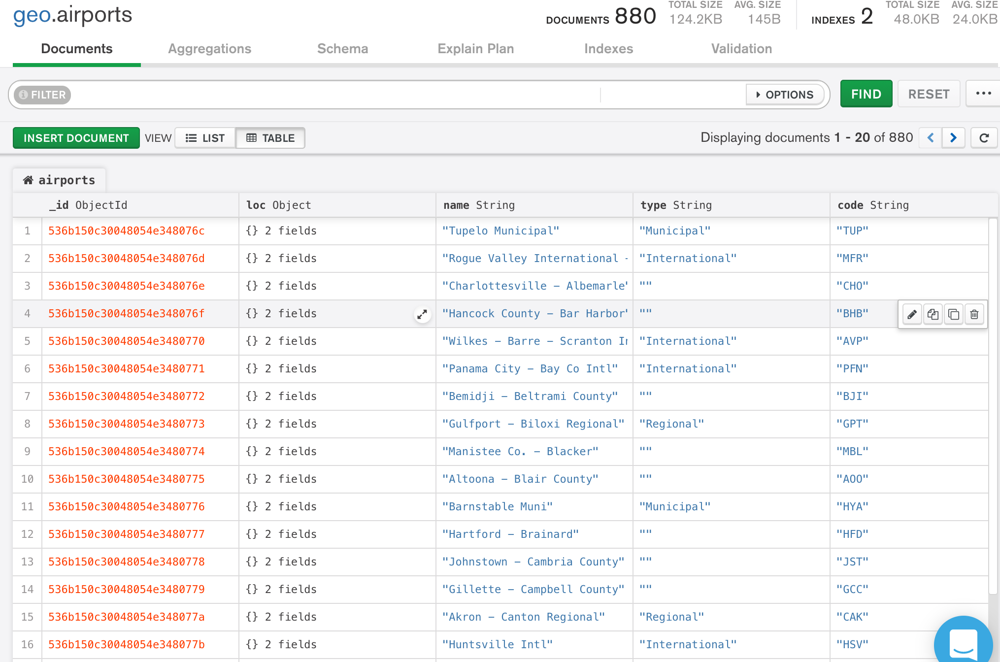 geo.airports
DOCUMENTS 880 TOTAL SIZE 124.2KB AVG. SIZE 145B INDEXES 2 TOTAL SIZE 48.0KB AVG. SIZE 24.0KB
Documents Aggregations Schema Explain Plan Indexes Validation
FILTER OPTIONS FIND RESET ...
INSERT DOCUMENT VIEW LIST TABLE Displaying documents 1 - 20 of 880
airports
_id ObjectId loc Object name String type String code String
1 536b150c30048054e348076c {} 2 fields "Tupelo Municipal" "Municipal" "TUP"
2 536b150c30048054e348076d {} 2 fields "Rogue Valley International - "International" "MFR"
3 536b150c30048054e348076e {} 2 fields "Charlottesville – Albemarle" "" "CHO"
4 536b150c30048054e348076f {} 2 fields "Hancock County – Bar Harbor" "" "BHB"
5 536b150c30048054e3480770 {} 2 fields "Wilkes – Barre – Scranton "International" "AVP"
6 536b150c30048054e3480771 {} 2 fields "Panama City – Bay Co Intl" "International" "PFN"
7 536b150c30048054e3480772 {} 2 fields "Bemidji – Beltrami County" "" "BJI"
8 536b150c30048054e3480773 {} 2 fields "Gulfport – Biloxi Regional" "Regional" "GPT"
9 536b150c30048054e3480774 {} 2 fields "Manistee Co. – Blacker" "" "MBL"
10 536b150c30048054e3480775 {} 2 fields "Altoona – Blair County" "" "AOO"
11 536b150c30048054e3480776 {} 2 fields "Barnstable Muni" "Municipal" "HYA"
12 536b150c30048054e3480777 {} 2 fields "Hartford – Brainard" "" "HFD"
13 536b150c30048054e3480778 {} 2 fields "Johnstown – Cambria County" "" "JST"
14 536b150c30048054e3480779 {} 2 fields "Gillette – Campbell County" "" "GCC"
15 536b150c30048054e348077a {} 2 fields "Akron – Canton Regional" "Regional" "CAK"
16 536b150c30048054e348077b {} 2 fields "Huntsville Intl" "International" "HSV"